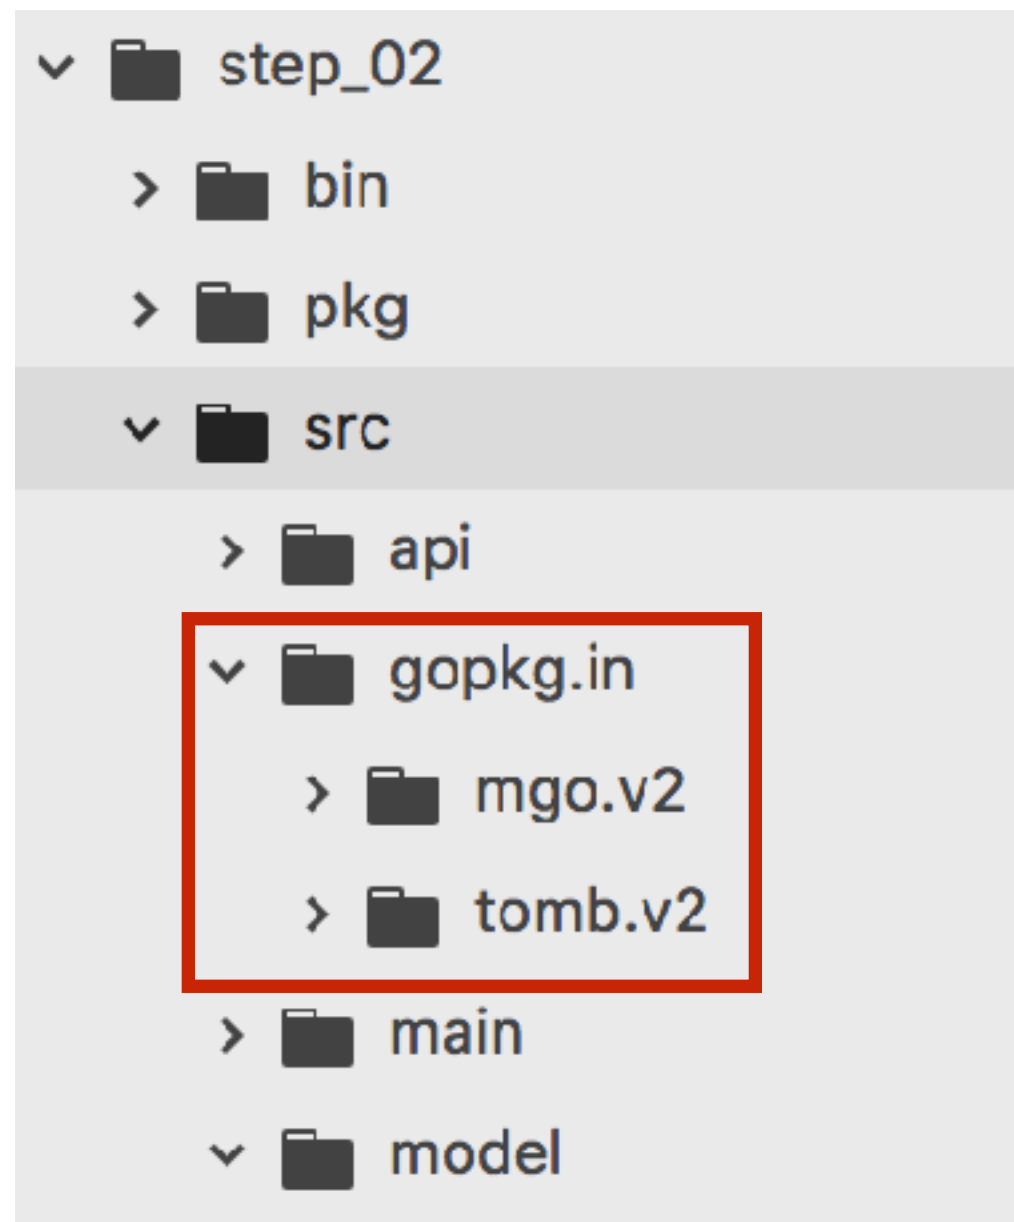 step_02
bin
pkg
src
api
gopkg.in
mgo.v2
tomb.v2
main
model